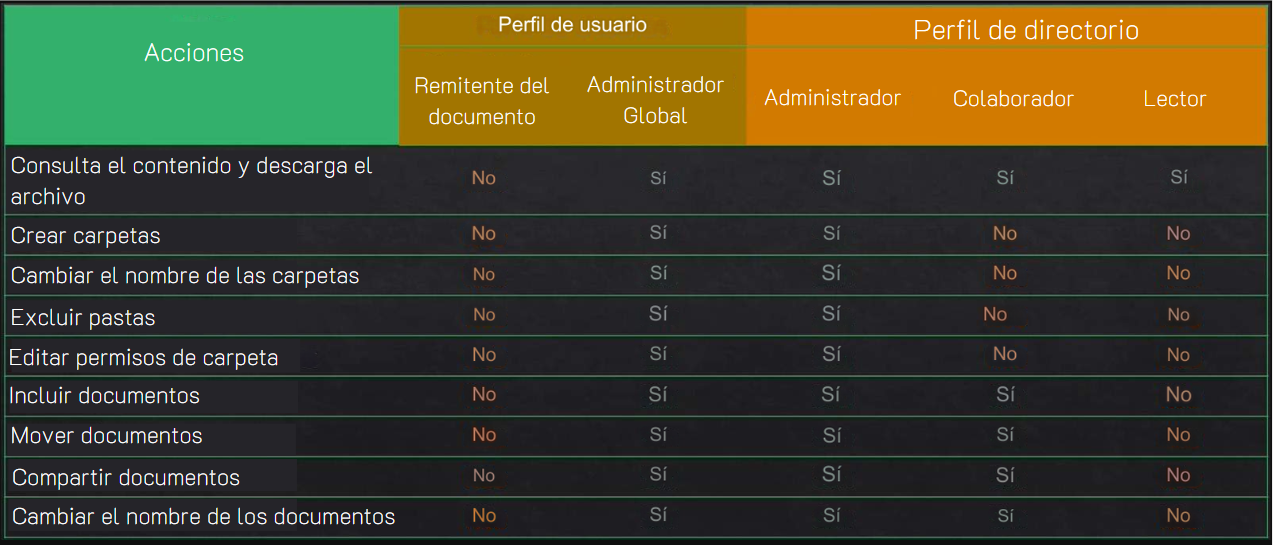 Acciones
Perfil de usuario
Perfil de directorio
Remitente del
documento
Administrador
Global
Administrador
Colaborador
Lector
Consulta el contenido y descarga el
archivo
No Sí Sí Sí Sí
Crear carpetas No Sí Sí No No
Cambiar el nombre de las carpetas No Sí Sí No No
Excluir pastas No Sí Sí No No
Editar permisos de carpeta No Sí Sí No No
Incluir documentos No Sí Sí Sí No
Mover documentos No Sí Sí Sí No
Compartir documentos No Sí Sí Sí No
Cambiar el nombre de los documentos No Sí Sí Sí No